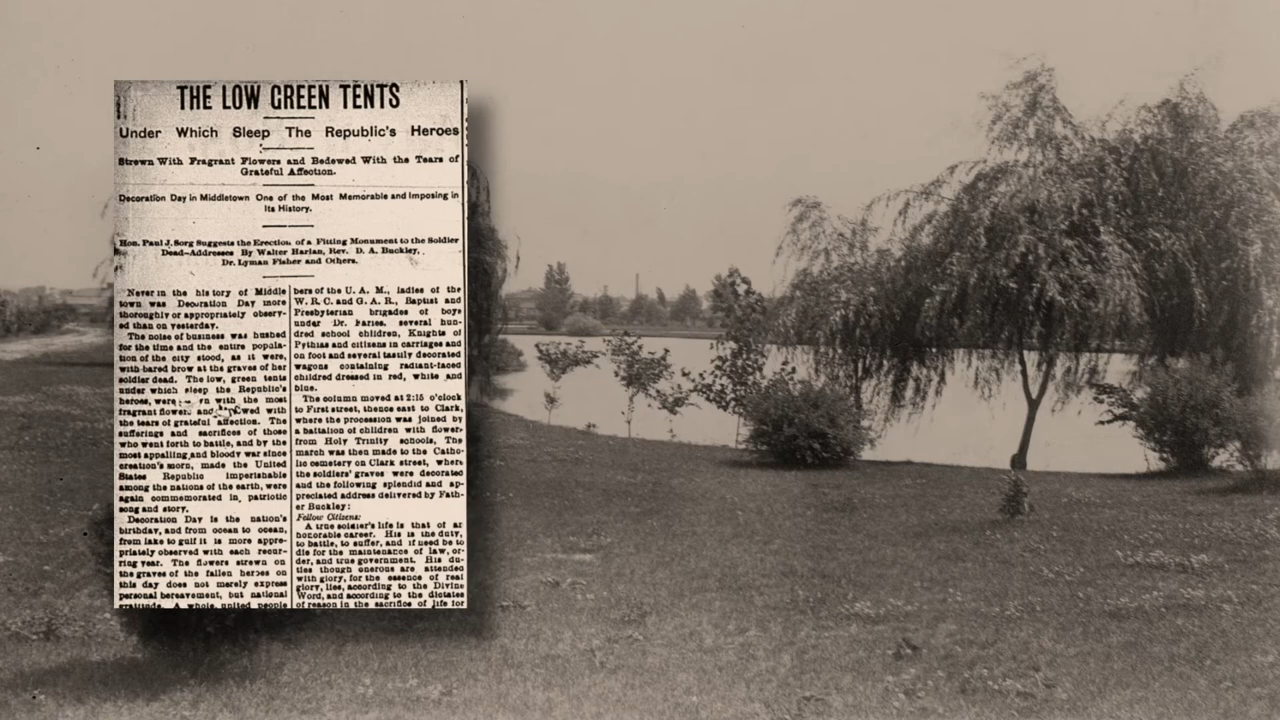 THE LOW GREEN TENTS
Under Which Sleep The Republic's Heroes
Strewn With Fragrant Flowers and Bedewed With the Tears of
Grateful Affection.
Decoration Day in Middletown One of the Most Memorable and Imposing in
Its History.
Hon. Paul J. Sorg Suggests the Erection of a Fitting Monument to the Soldier
Dead—Addresses By Walter Harlan, Rev. D. A. Buckley,
Dr. Lyman Fisher and Others.
Never in the history of Middle
town was Decoration Day more
thoroughly or appropriately observ-
ed than on yesterday.
The noise of business was hushed
for the time and the entire popula-
tion of the city stood, as it were,
with bared brow at the graves of her
soldier dead. The low, green tents
under which sleep the Republic's
heroes, were with the most
fragrant flowers and with
the tears of grateful affection. The
sufferings and sacrifices of those
who went forth to battle, and by the
most appalling and bloody war since
creation's morn, made the United
States Republic imperishable
among the nations of the earth, were
again commemorated in patriotic
song and story.
Decoration Day is the nation's
birthday, and from ocean to ocean,
from lake to gulf it is more appro-
priately observed with each recur-
ring year. The flowers strewn on
the graves of the fallen heroes on
this day does not merely express
personal bereavement, but national
gratitude. A whole, united people
bers of the U. A. M., ladies of the
W. R. C. and G. A. R., Baptist and
Presbyterian brigades of boys
under Dr. Faries, several hun-
dred school children, Knights of
Pythias and citizens in carriages and
on foot and several tastily decorated
wagons containing radiant-faced
children dressed in red, white and
blue.
The column moved at 2:15 o'clock
to First street, thence east to Clark,
where the procession was joined by
a battalion of children with flower-
from Holy Trinity schools, The
march was then made to the Catho-
lic cemetery on Clark street, where
the soldiers' graves were decorated
and the following splendid and ap-
preciated address delivered by Fath-
er Buckley:
Fellow Citizens:
A true soldier's life is that of an
honorable career. His is the duty,
to battle, to suffer, and if need be to
die for the maintenance of law, or-
der, and true government. His du-
ties though onerous are attended
with glory, for the essence of real
glory, lies, according to the Divine
Word, and according to the dictates
of reason in the sacrifice of life for